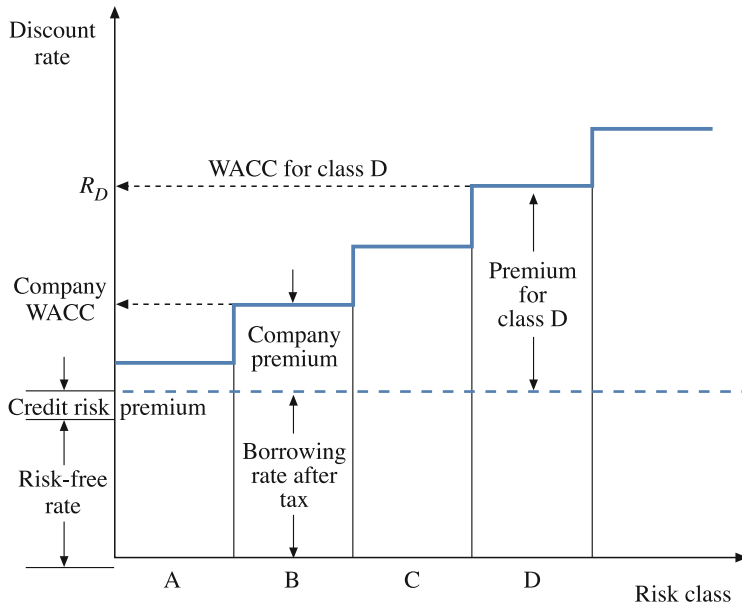 Discount
rate
WACC for class D
R_D
Company
WACC
Premium
for
class D
Company
premium
Credit risk premium
Borrowing
rate after
tax
Risk-free
rate
A
B
C
D
Risk class